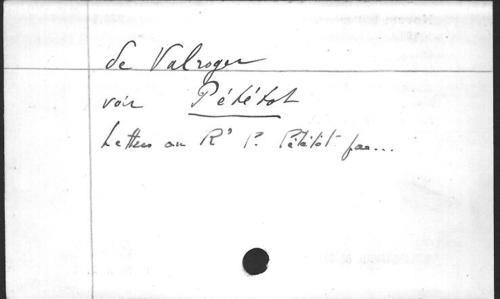 de Valroger
voir Pététot
Lettres au Rd P. Pététot par...